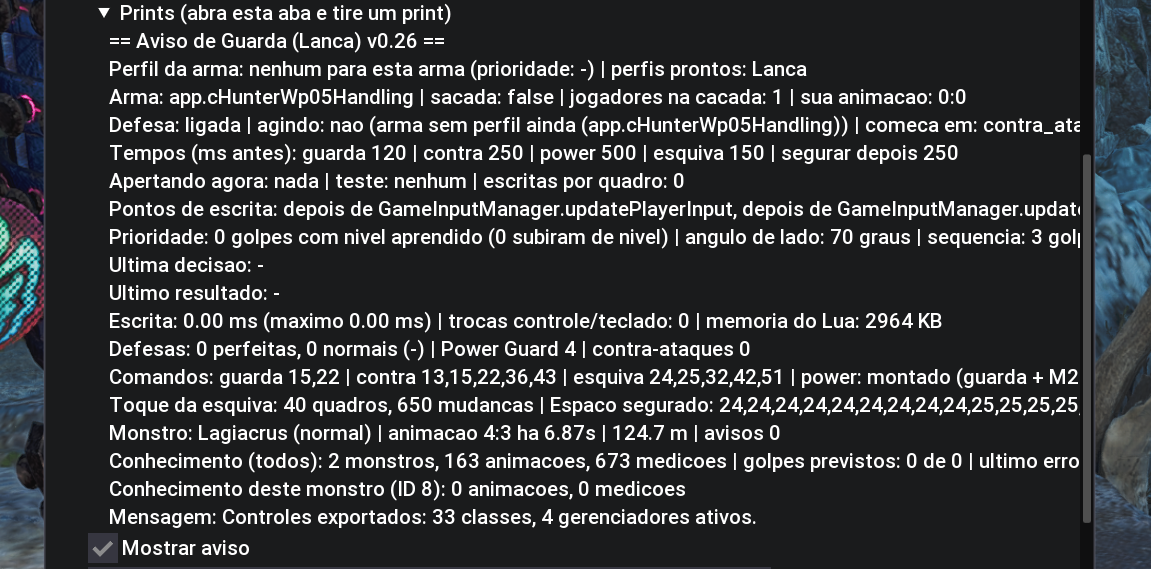 ▼ Prints (abra esta aba e tire um print)
== Aviso de Guarda (Lanca) v0.26 ==
Perfil da arma: nenhum para esta arma (prioridade: -) | perfis prontos: Lanca
Arma: app.cHunterWp05Handling | sacada: false | jogadores na cacada: 1 | sua animacao: 0:0
Defesa: ligada | agindo: nao (arma sem perfil ainda (app.cHunterWp05Handling)) | comeca em: contra_ata
Tempos (ms antes): guarda 120 | contra 250 | power 500 | esquiva 150 | segurar depois 250
Apertando agora: nada | teste: nenhum | escritas por quadro: 0
Pontos de escrita: depois de GameInputManager.updatePlayerInput, depois de GameInputManager.update
Prioridade: 0 golpes com nivel aprendido (0 subiram de nivel) | angulo de lado: 70 graus | sequencia: 3 golp
Ultima decisao: -
Ultimo resultado: -
Escrita: 0.00 ms (maximo 0.00 ms) | trocas controle/teclado: 0 | memoria do Lua: 2964 KB
Defesas: 0 perfeitas, 0 normais (-) | Power Guard 4 | contra-ataques 0
Comandos: guarda 15,22 | contra 13,15,22,36,43 | esquiva 24,25,32,42,51 | power: montado (guarda + M2
Toque da esquiva: 40 quadros, 650 mudancas | Espaco segurado: 24,24,24,24,24,24,24,24,24,25,25,25,25,
Monstro: Lagiacrus (normal) | animacao 4:3 ha 6.87s | 124.7 m | avisos 0
Conhecimento (todos): 2 monstros, 163 animacoes, 673 medicoes | golpes previstos: 0 de 0 | ultimo erro
Conhecimento deste monstro (ID 8): 0 animacoes, 0 medicoes
Mensagem: Controles exportados: 33 classes, 4 gerenciadores ativos.
Mostrar aviso